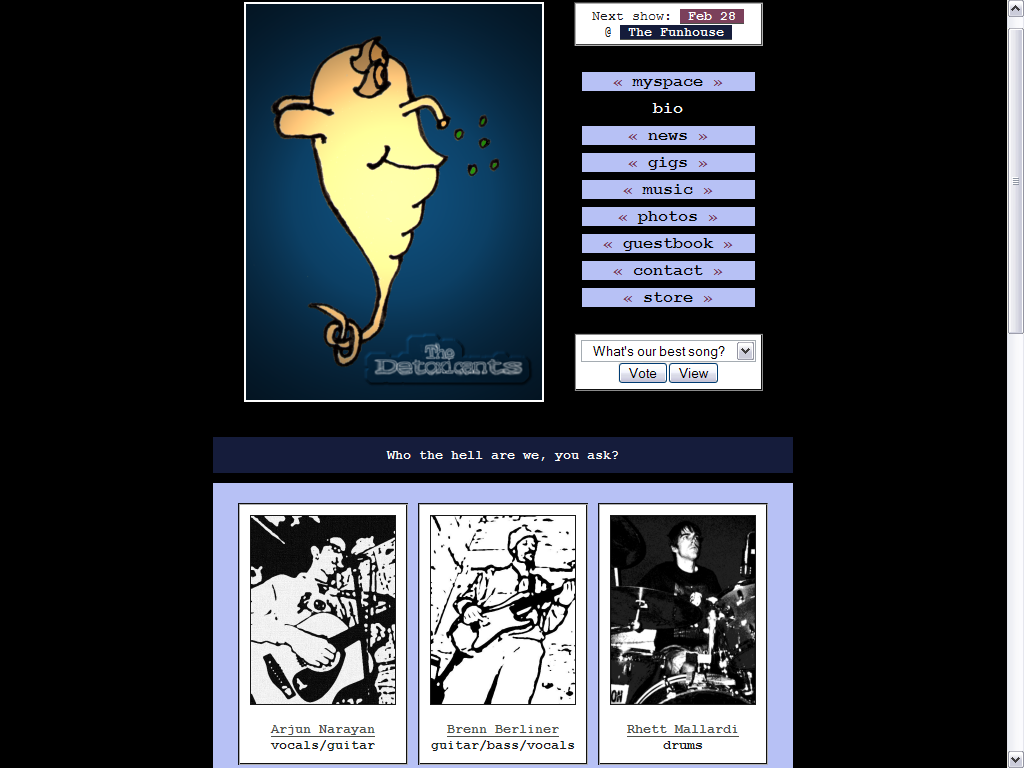 Next show: Feb 28
@ The Funhouse
« myspace »
bio
« news »
« gigs »
« music »
« photos »
« guestbook »
« contact »
« store »
The
Detanants
What's our best song?
Vote View
Who the hell are we, you ask?
Arjun Narayan
vocals/guitar
Brenn Berliner
guitar/bass/vocals
Rhett Mallardi
drums